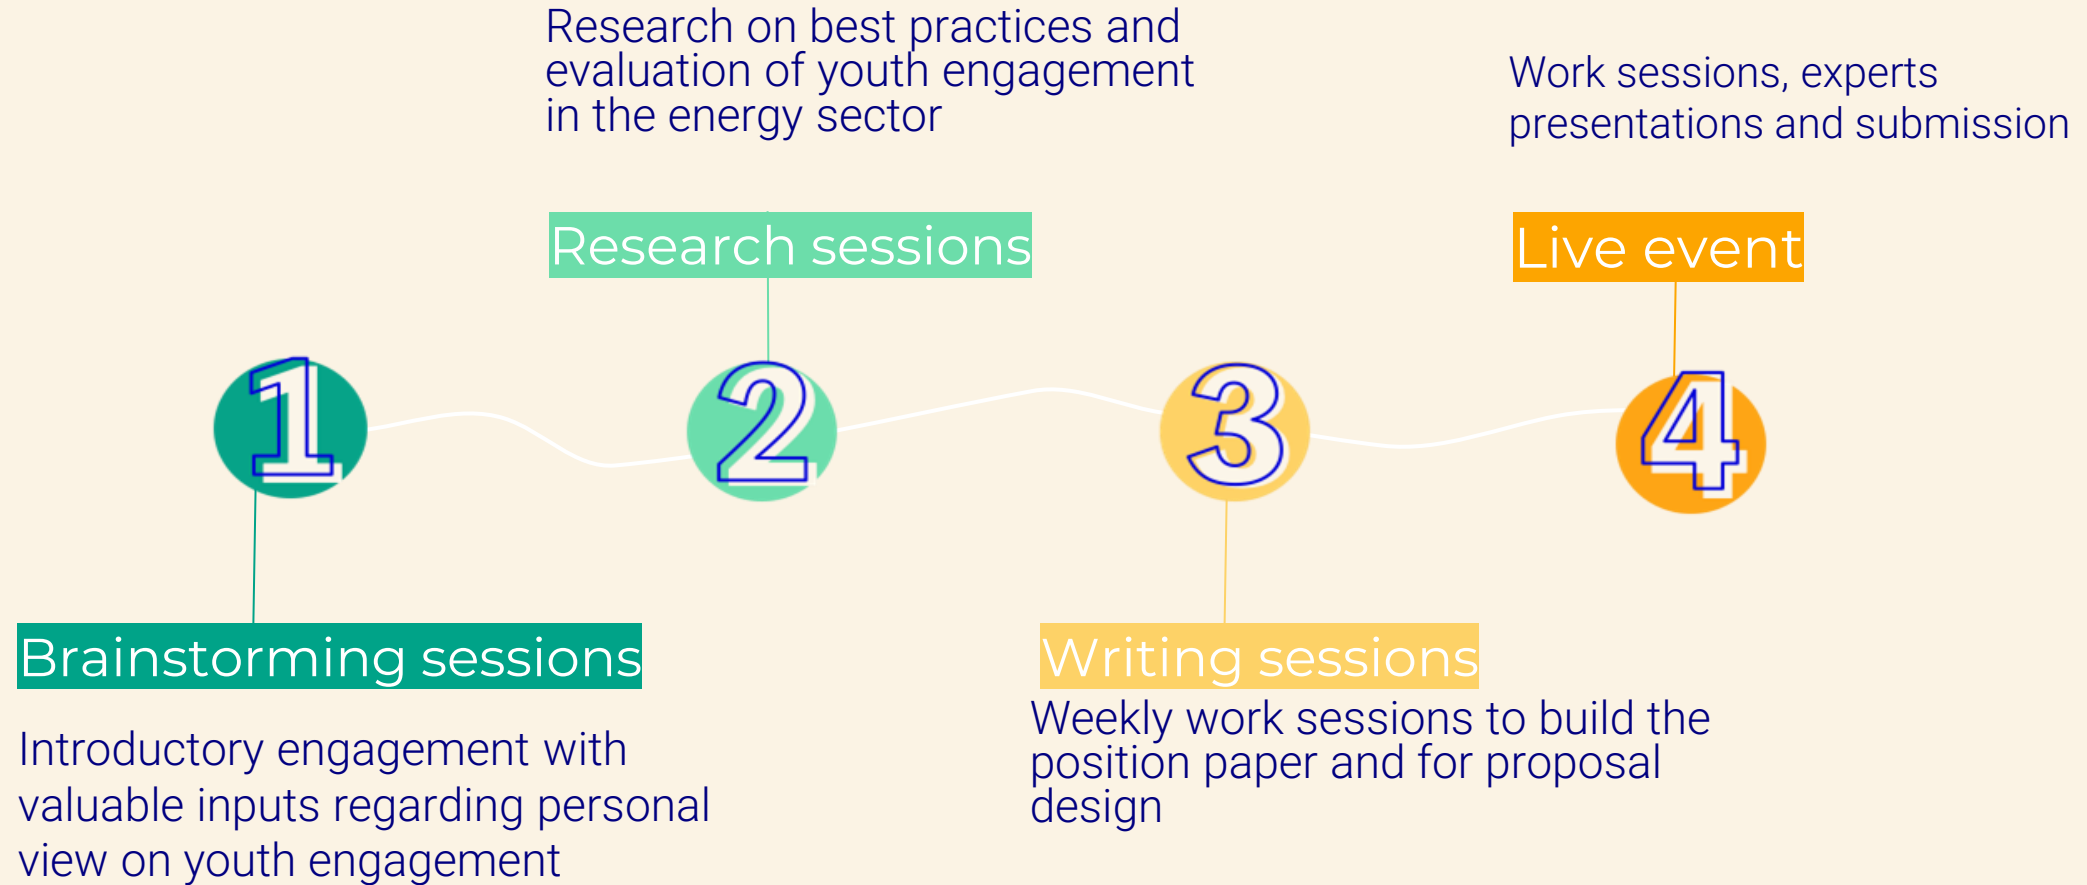 1
Brainstorming sessions
Introductory engagement with
valuable inputs regarding personal
view on youth engagement
2
Research sessions
Research on best practices and
evaluation of youth engagement
in the energy sector
3
Writing sessions
Weekly work sessions to build the
position paper and for proposal
design
4
Live event
Work sessions, experts
presentations and submission